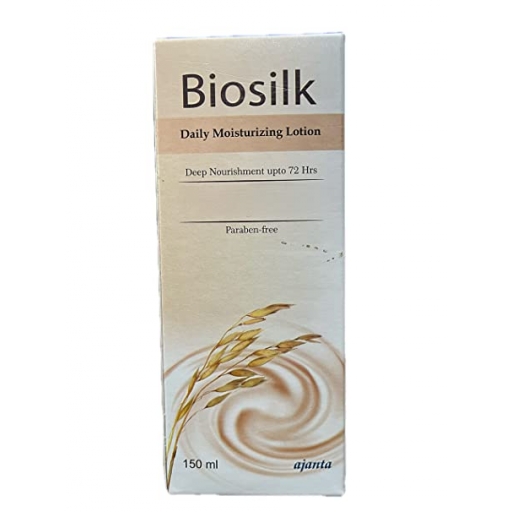 Biosilk
Daily Moisturizing Lotion
Deep Nourishment upto 72 Hrs
Paraben-free
150 ml
ajanta